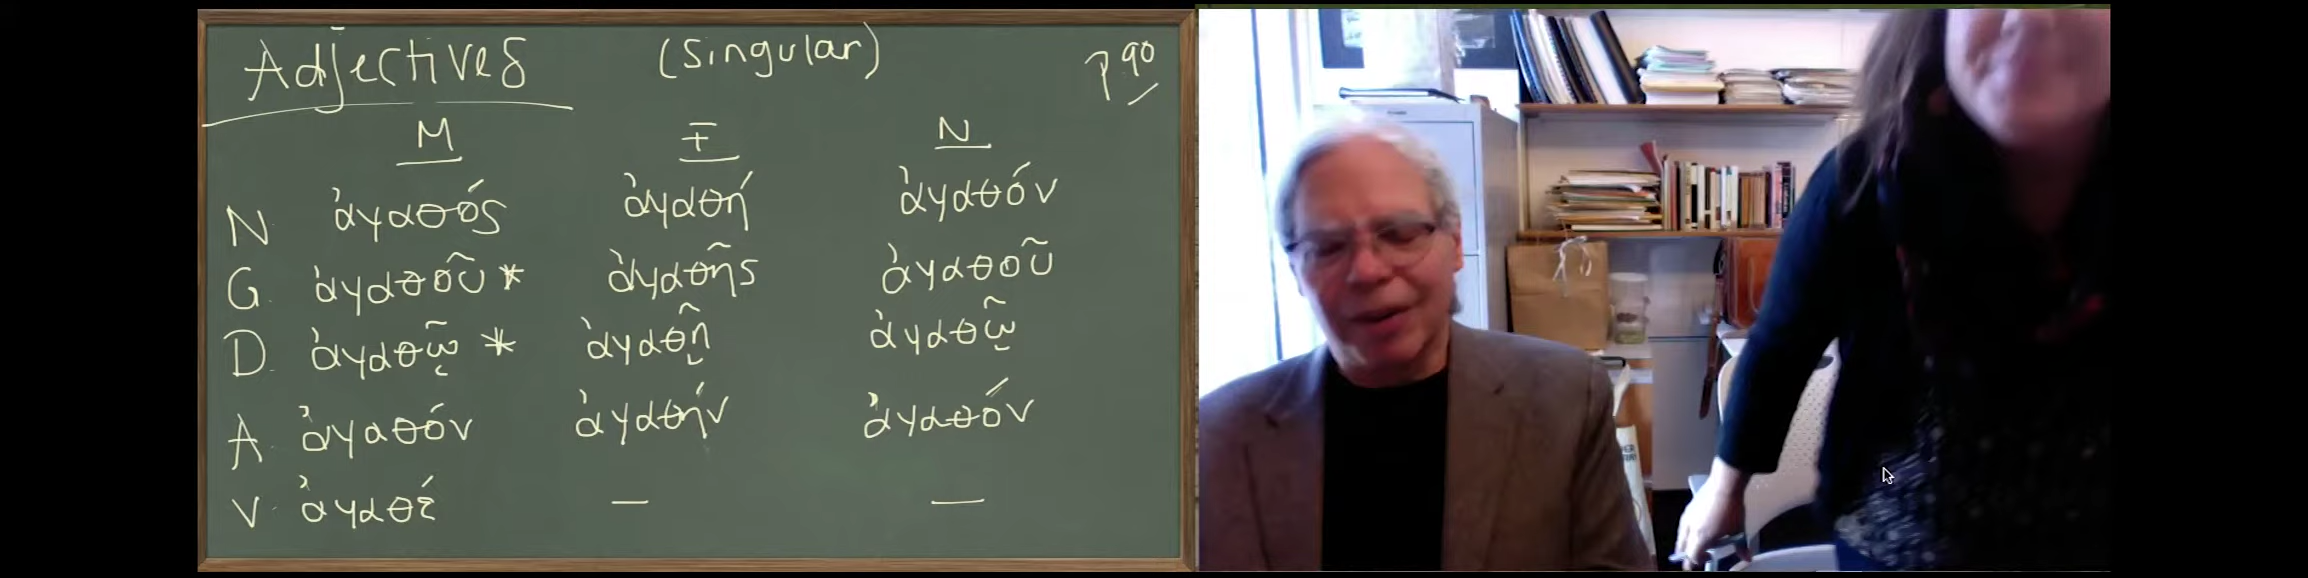 Adjectives (singular) p.90
M F N
N ἀγαθός ἀγαθή ἀγαθόν
G. ἀγαθοῦ * ἀγαθῆς ἀγαθοῦ
D. ἀγαθῷ * ἀγαθῇ ἀγαθῷ
A. ἀγαθόν ἀγαθήν ἀγαθόν
V. ἀγαθέ — —